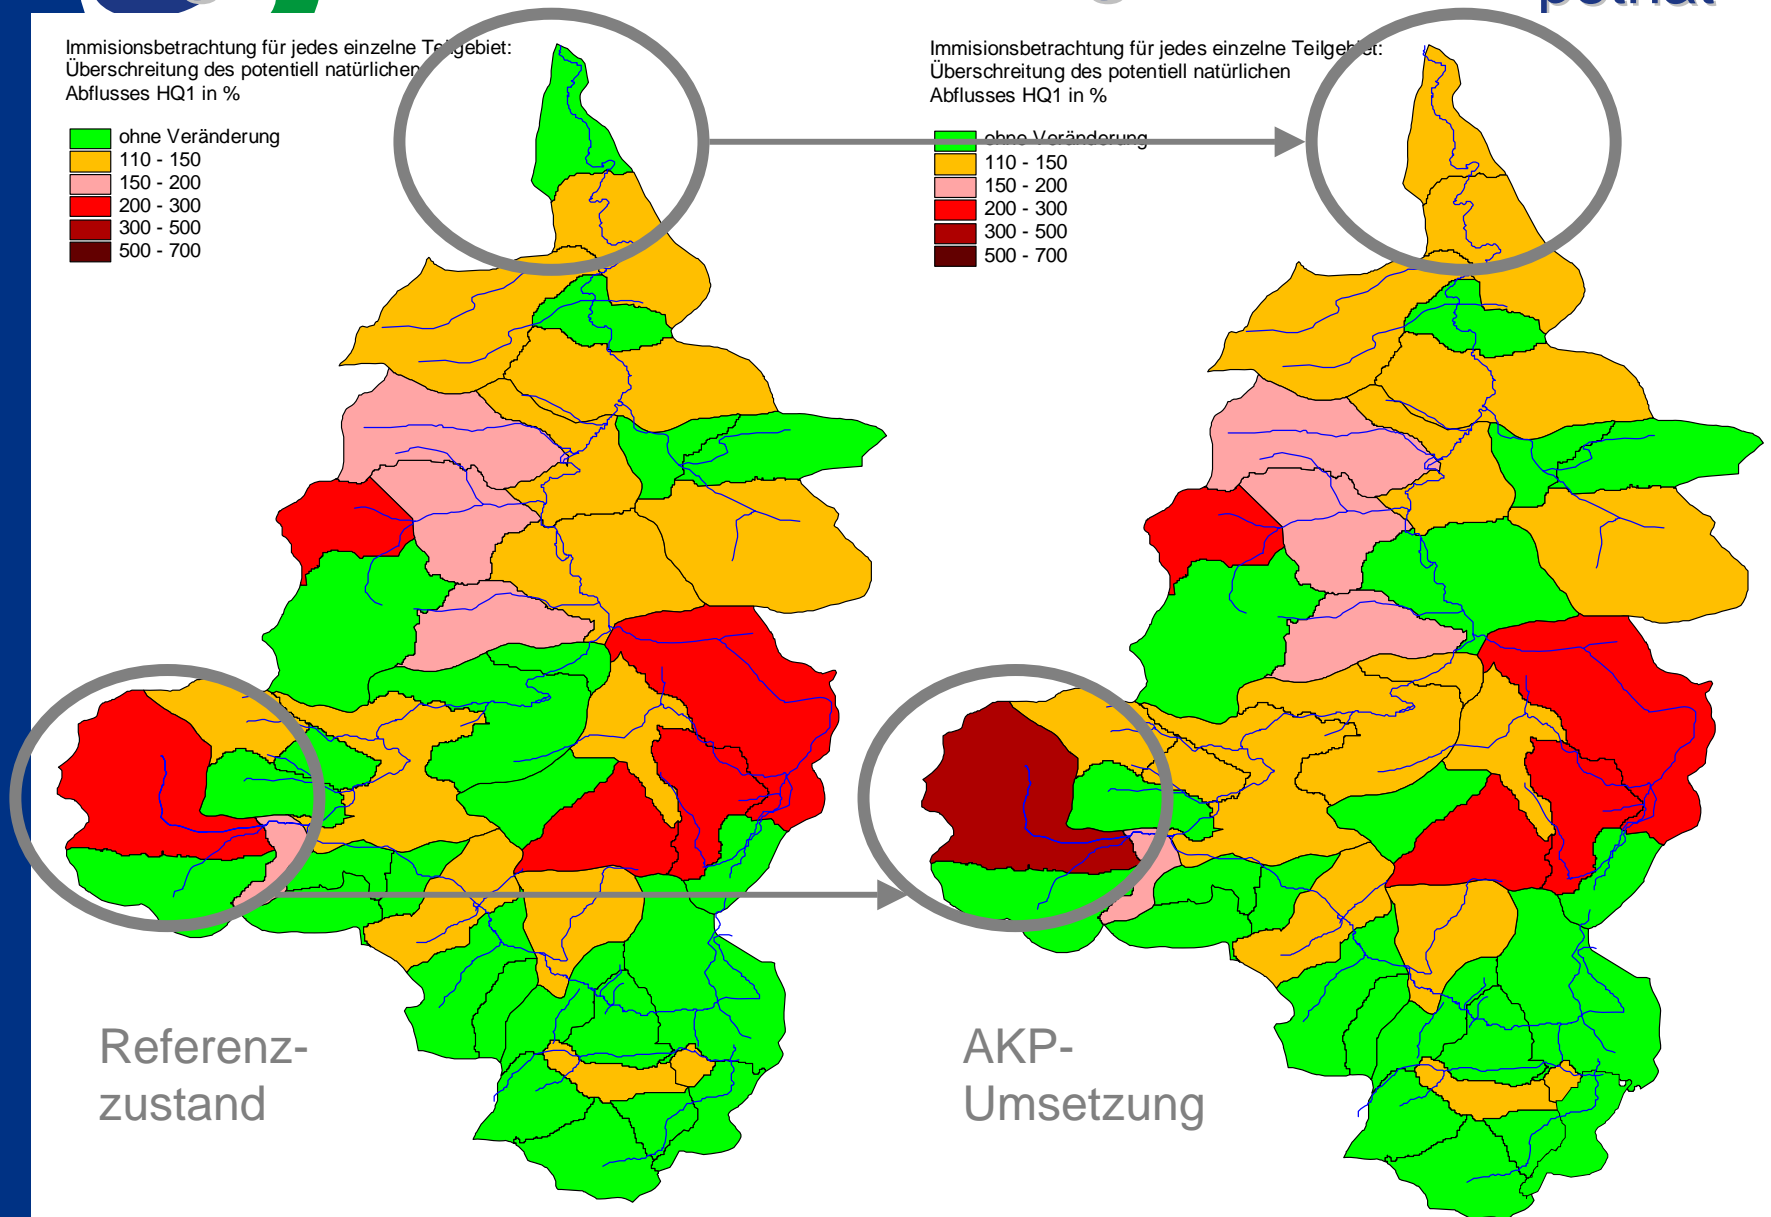 potnat
Immisionsbetrachtung für jedes einzelne Teilgebiet:
Überschreitung des potentiell natürlichen
Abflusses HQ1 in %
ohne Veränderung
110 - 150
150 - 200
200 - 300
300 - 500
500 - 700
Immisionsbetrachtung für jedes einzelne Teilgebiet:
Überschreitung des potentiell natürlichen
Abflusses HQ1 in %
ohne Veränderung
110 - 150
150 - 200
200 - 300
300 - 500
500 - 700
Referenz-
zustand
AKP-
Umsetzung